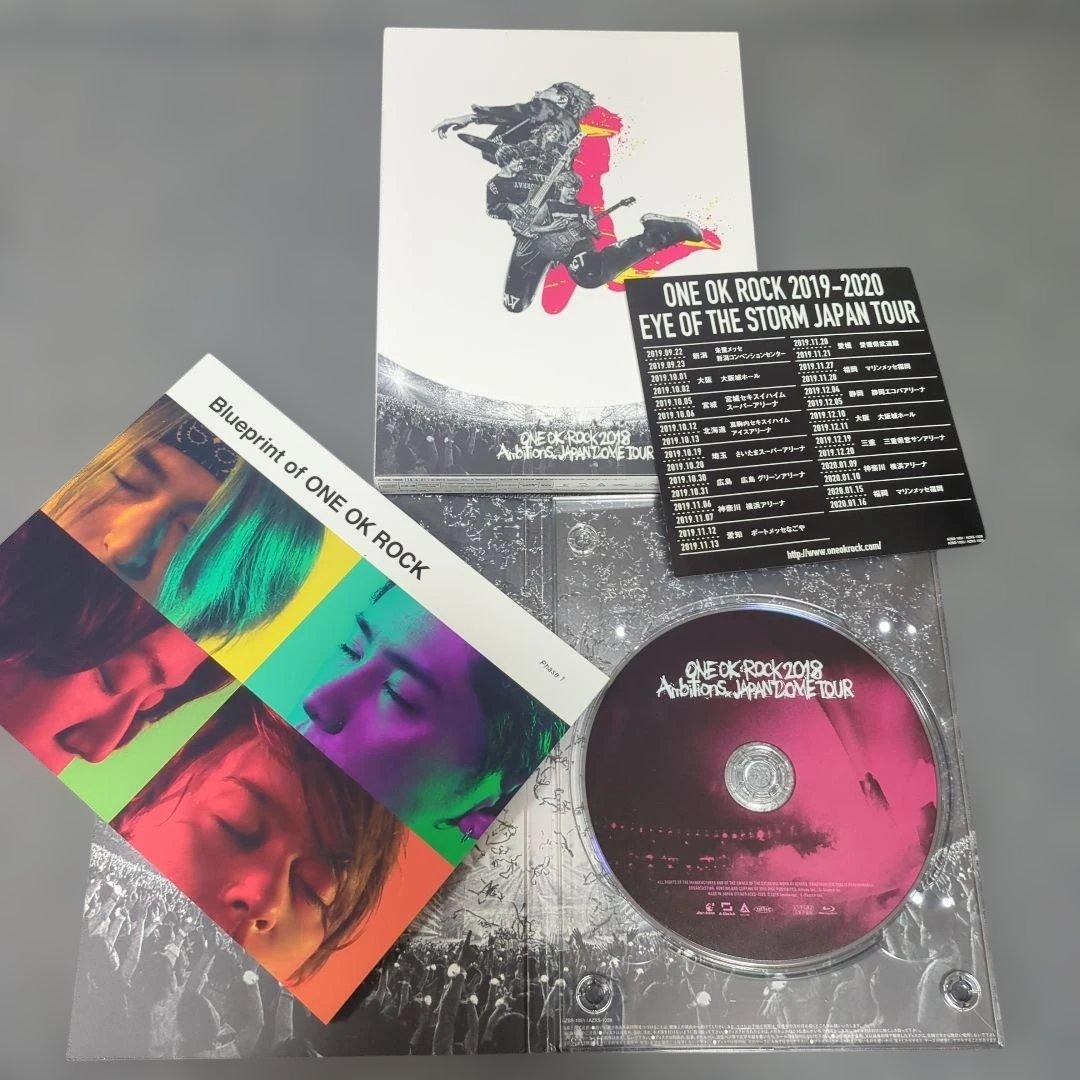 ONE OK ROCK 2018
Ambitions JAPAN DOME TOUR
ONE OK ROCK 2019-2020
EYE OF THE STORM JAPAN TOUR
2019.09.22
2019.09.23
新潟 朱鷺メッセ
新潟コンベンションセンター
2019.10.01
2019.10.02
大阪 大阪城ホール
2019.10.05
2019.10.06
宮城 宮城セキスイハイム
スーパーアリーナ
2019.10.12
2019.10.13
北海道 真駒内セキスイハイム
アイスアリーナ
2019.10.19
2019.10.20
埼玉 さいたまスーパーアリーナ
2019.10.30
2019.10.31
広島 広島グリーンアリーナ
2019.11.06
2019.11.07
神奈川 横浜アリーナ
2019.11.12
2019.11.13
愛知 ポートメッセなごや
2019.11.20
2019.11.21
愛媛 愛媛県武道館
2019.11.27
2019.11.28
福岡 マリンメッセ福岡
2019.12.04
2019.12.05
静岡 静岡エコパアリーナ
2019.12.10
2019.12.11
大阪 大阪城ホール
2019.12.19
2019.12.20
三重 三重県営サンアリーナ
2020.01.09
2020.01.10
神奈川 横浜アリーナ
2020.01.15
2020.01.16
福岡 マリンメッセ福岡
http://www.oneokrock.com/
Blueprint of ONE OK ROCK
Phase 1
ONE OK ROCK 2018
Ambitions JAPAN DOME TOUR